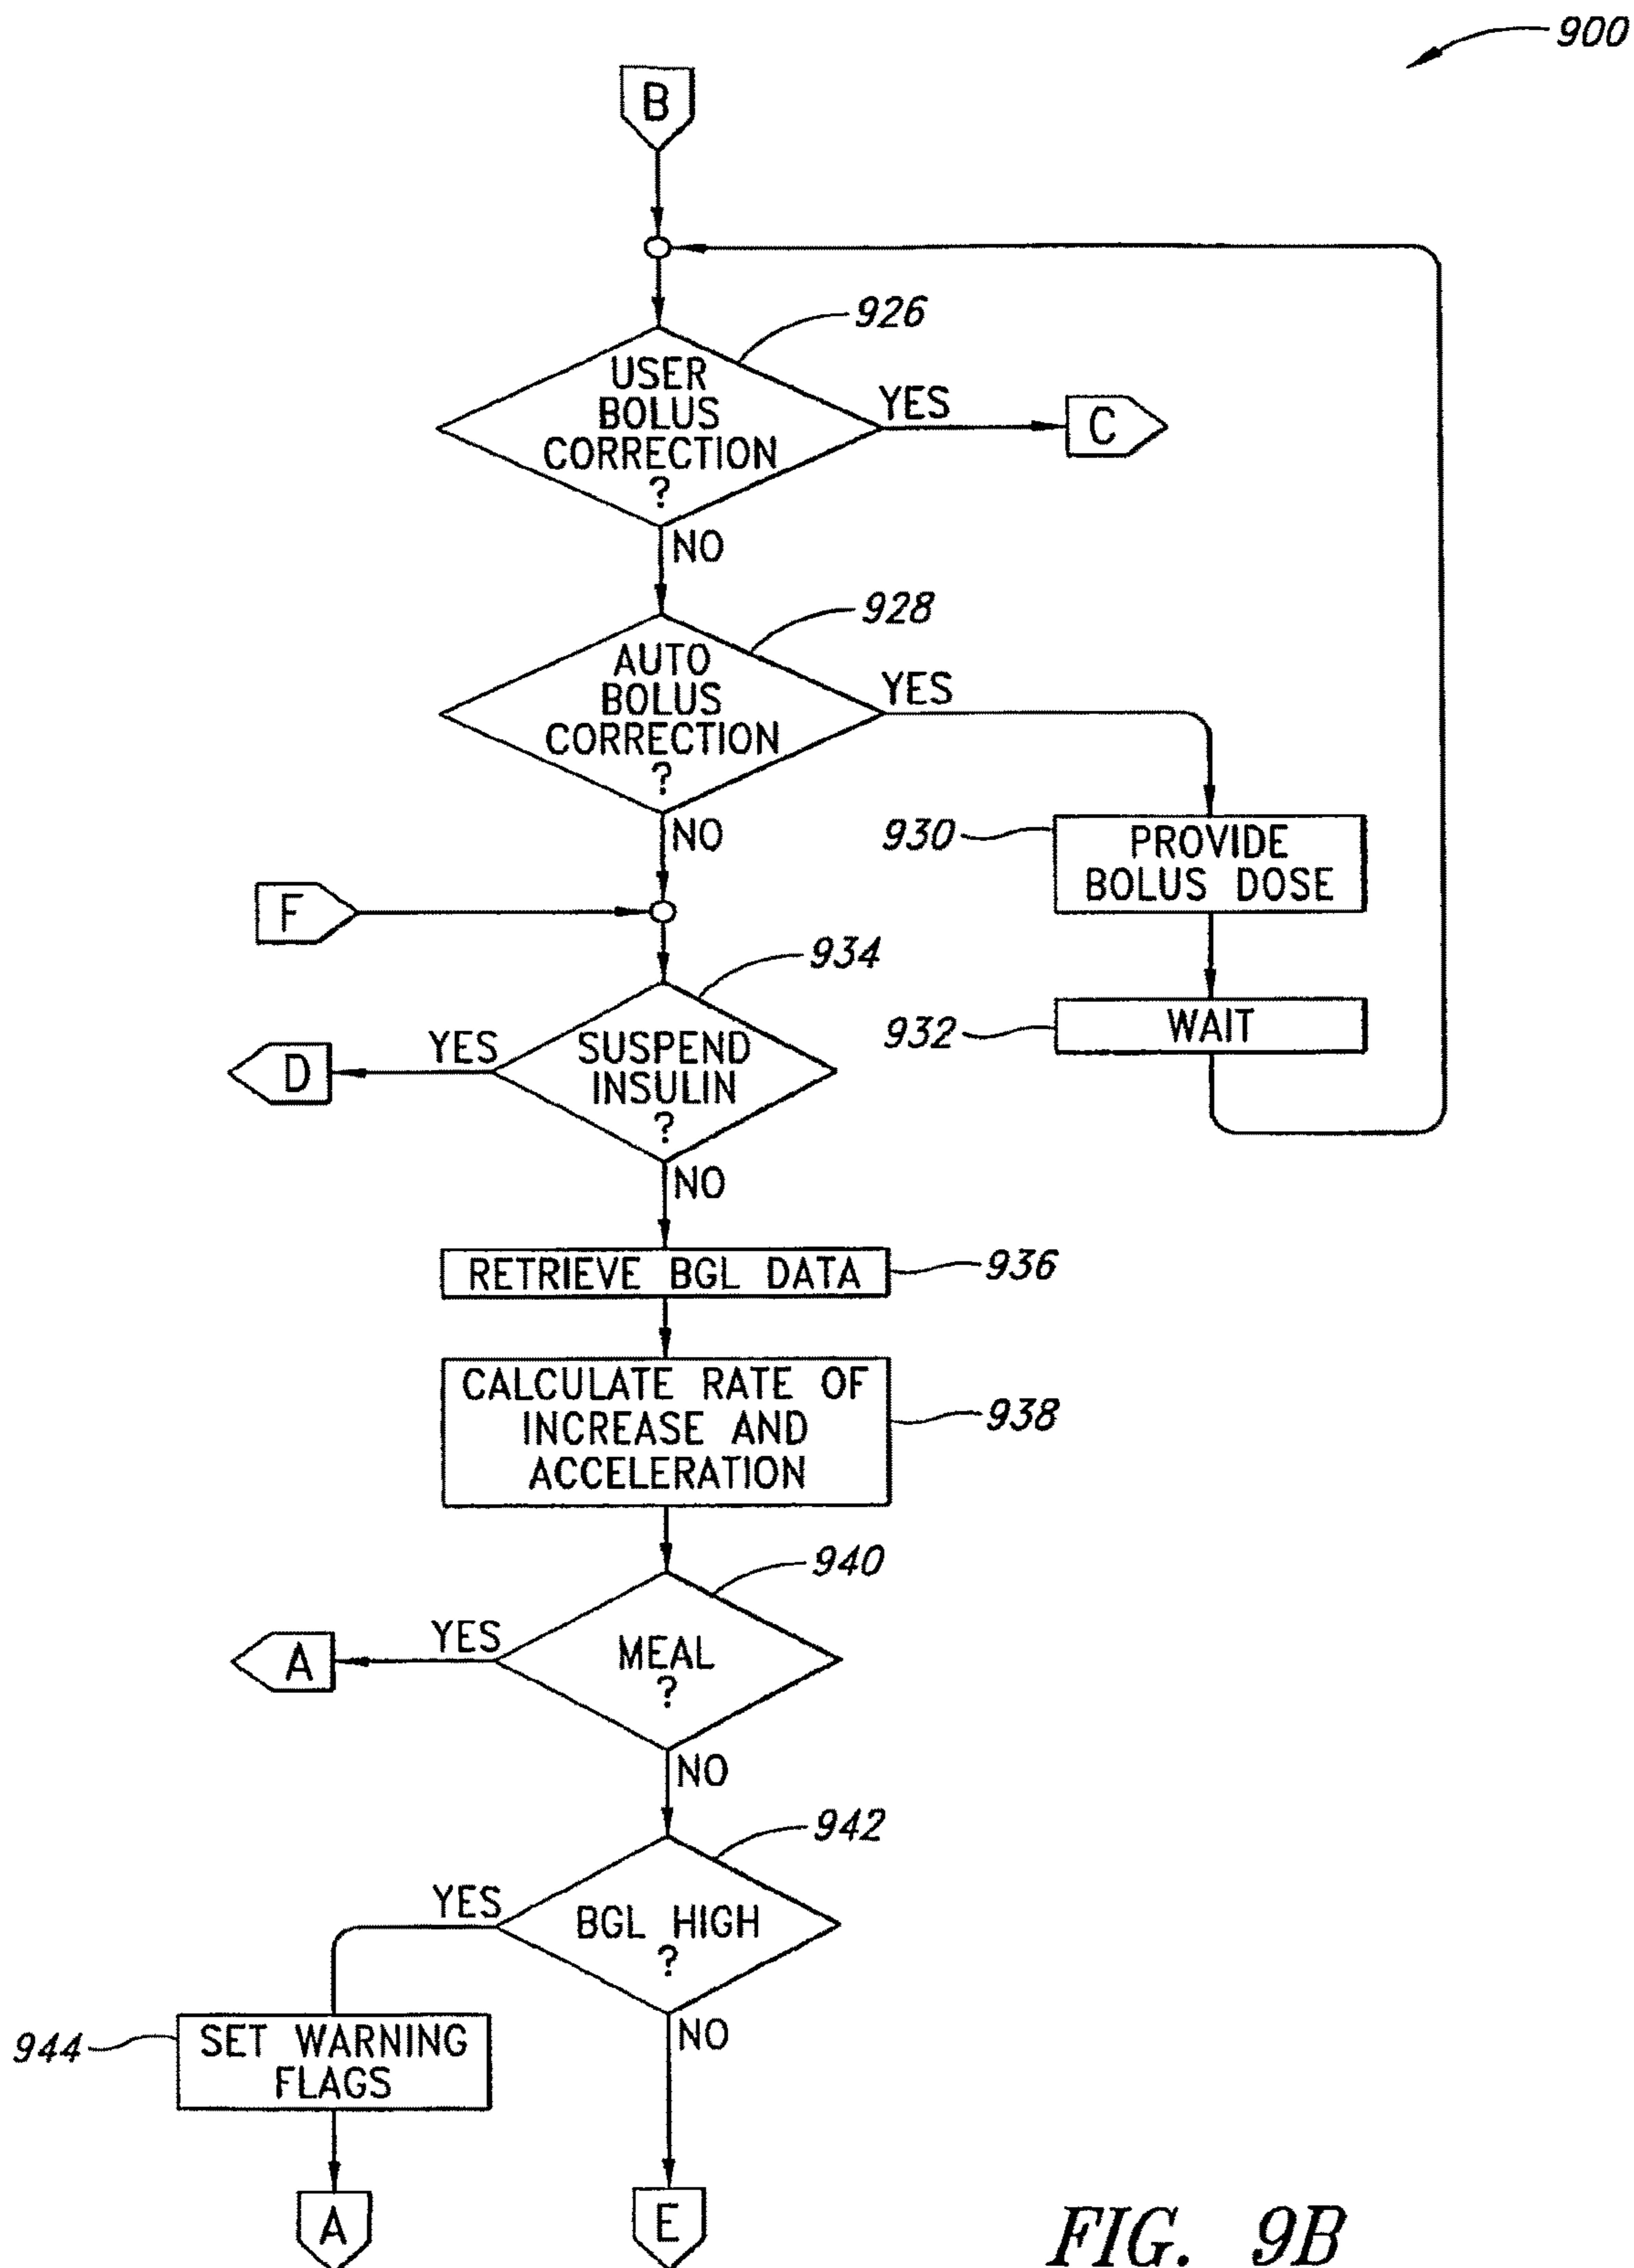 900
B
926
USER
BOLUS
CORRECTION
?
YES
C
NO
928
AUTO
BOLUS
CORRECTION
?
YES
NO
930
PROVIDE
BOLUS DOSE
F
934
932
WAIT
SUSPEND
INSULIN
?
YES
D
NO
RETRIEVE BGL DATA
936
CALCULATE RATE OF
INCREASE AND
ACCELERATION
938
940
MEAL
?
YES
A
NO
942
BGL HIGH
?
YES
NO
944
SET WARNING
FLAGS
A
E
FIG. 9B